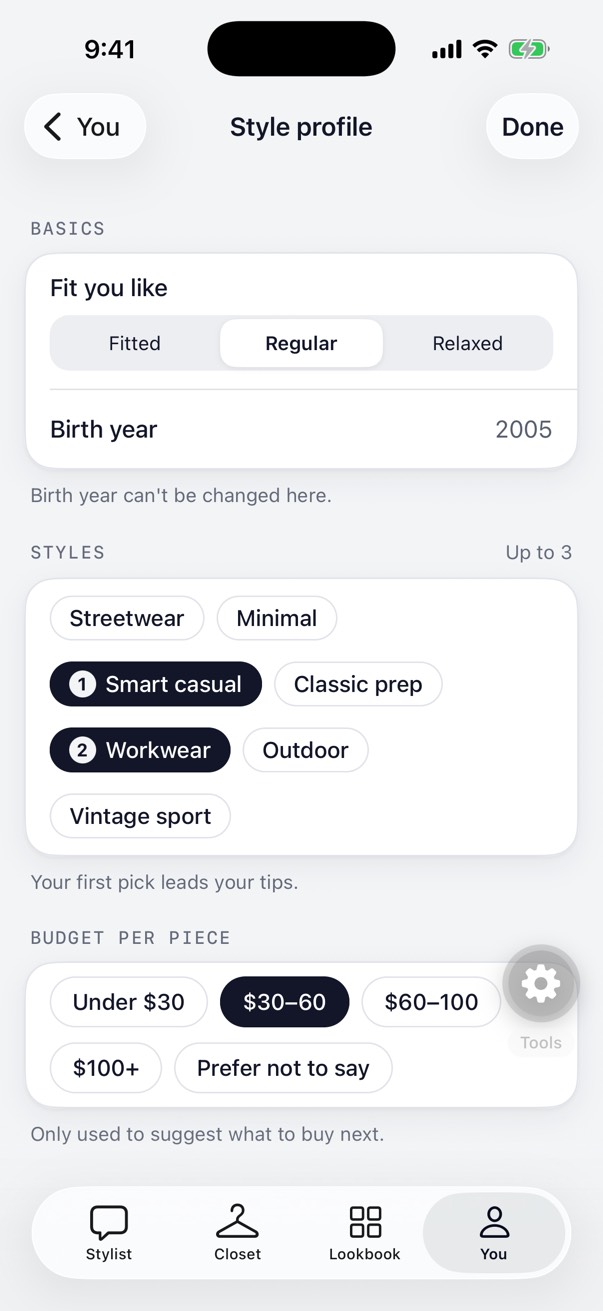 9:41
You
Style profile
Done
BASICS
Fit you like
Fitted Regular Relaxed
Birth year 2005
Birth year can't be changed here.
STYLES Up to 3
Streetwear Minimal
1 Smart casual Classic prep
2 Workwear Outdoor
Vintage sport
Your first pick leads your tips.
BUDGET PER PIECE
Under $30 $30–60 $60–100
Tools
$100+ Prefer not to say
Only used to suggest what to buy next.
Stylist Closet Lookbook You